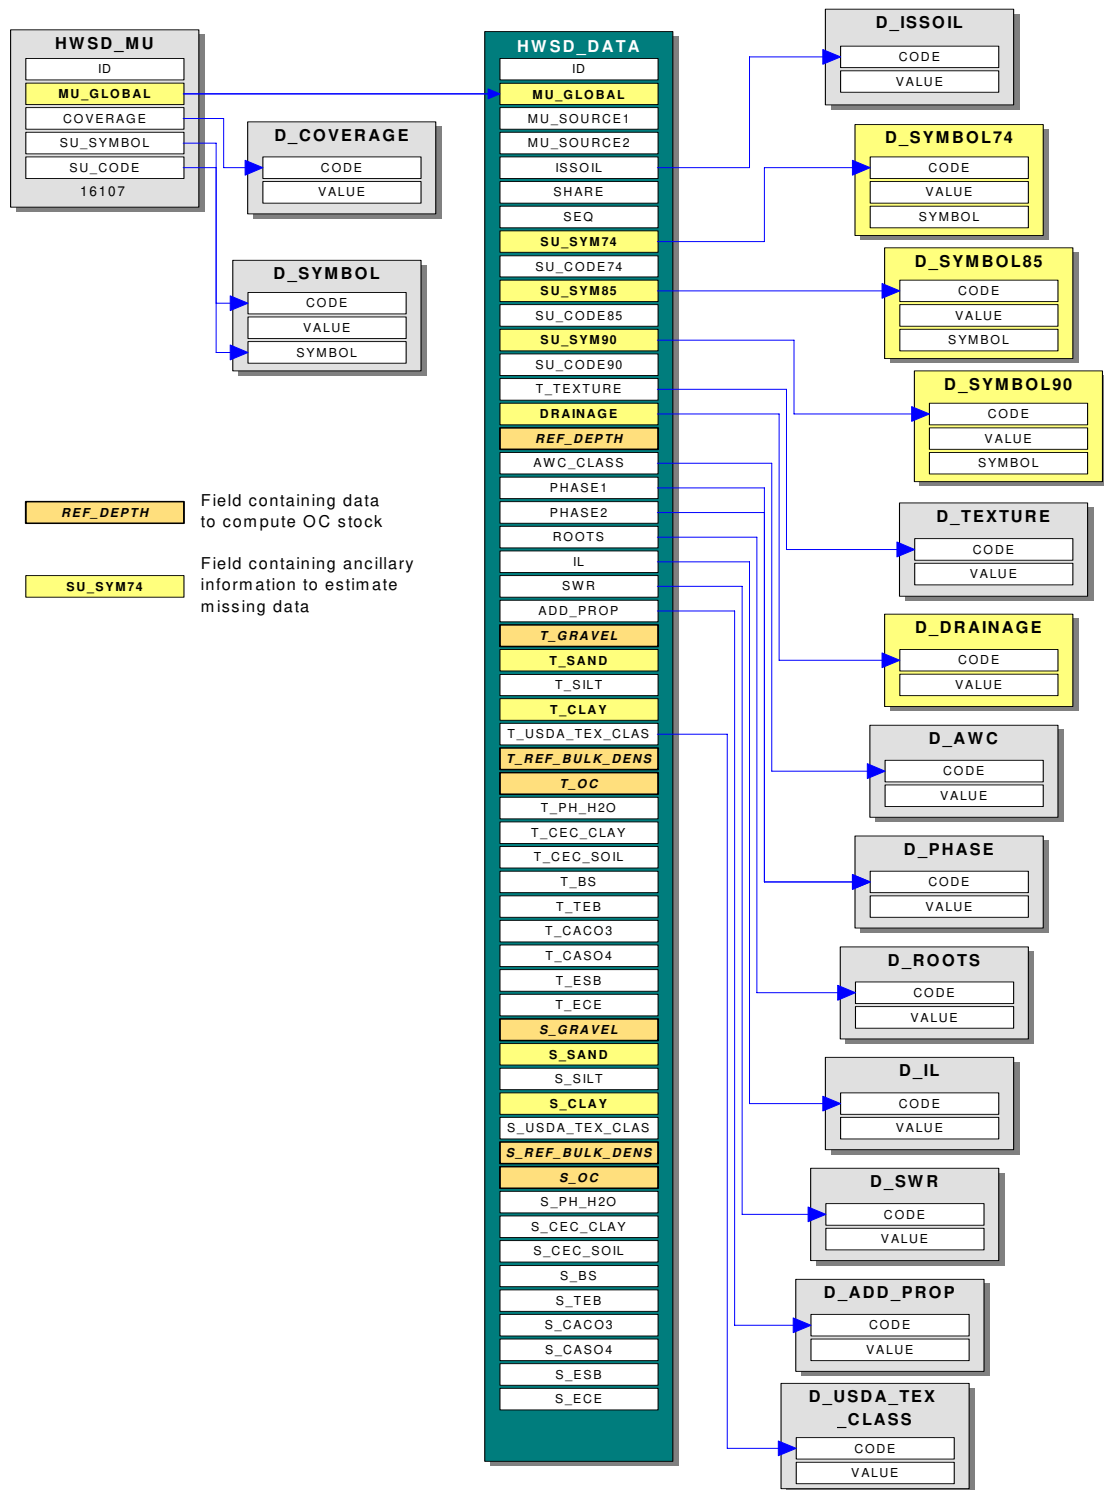 HWSD_MU
ID
MU_GLOBAL
COVERAGE
SU_SYMBOL
SU_CODE
16107
D_COVERAGE
CODE
VALUE
D_SYMBOL
CODE
VALUE
SYMBOL
REF_DEPTH
Field containing data
to compute OC stock
SU_SYM74
Field containing ancillary
information to estimate
missing data
HWSD_DATA
ID
MU_GLOBAL
MU_SOURCE1
MU_SOURCE2
ISSOIL
SHARE
SEQ
SU_SYM74
SU_CODE74
SU_SYM85
SU_CODE85
SU_SYM90
SU_CODE90
T_TEXTURE
DRAINAGE
REF_DEPTH
AWC_CLASS
PHASE1
PHASE2
ROOTS
IL
SWR
ADD_PROP
T_GRAVEL
T_SAND
T_SILT
T_CLAY
T_USDA_TEX_CLAS
T_REF_BULK_DENS
T_OC
T_PH_H2O
T_CEC_CLAY
T_CEC_SOIL
T_BS
T_TEB
T_CACO3
T_CASO4
T_ESB
T_ECE
S_GRAVEL
S_SAND
S_SILT
S_CLAY
S_USDA_TEX_CLAS
S_REF_BULK_DENS
S_OC
S_PH_H2O
S_CEC_CLAY
S_CEC_SOIL
S_BS
S_TEB
S_CACO3
S_CASO4
S_ESB
S_ECE
D_ISSOIL
CODE
VALUE
D_SYMBOL74
CODE
VALUE
SYMBOL
D_SYMBOL85
CODE
VALUE
SYMBOL
D_SYMBOL90
CODE
VALUE
SYMBOL
D_TEXTURE
CODE
VALUE
D_DRAINAGE
CODE
VALUE
D_AWC
CODE
VALUE
D_PHASE
CODE
VALUE
D_ROOTS
CODE
VALUE
D_IL
CODE
VALUE
D_SWR
CODE
VALUE
D_ADD_PROP
CODE
VALUE
D_USDA_TEX
_CLASS
CODE
VALUE